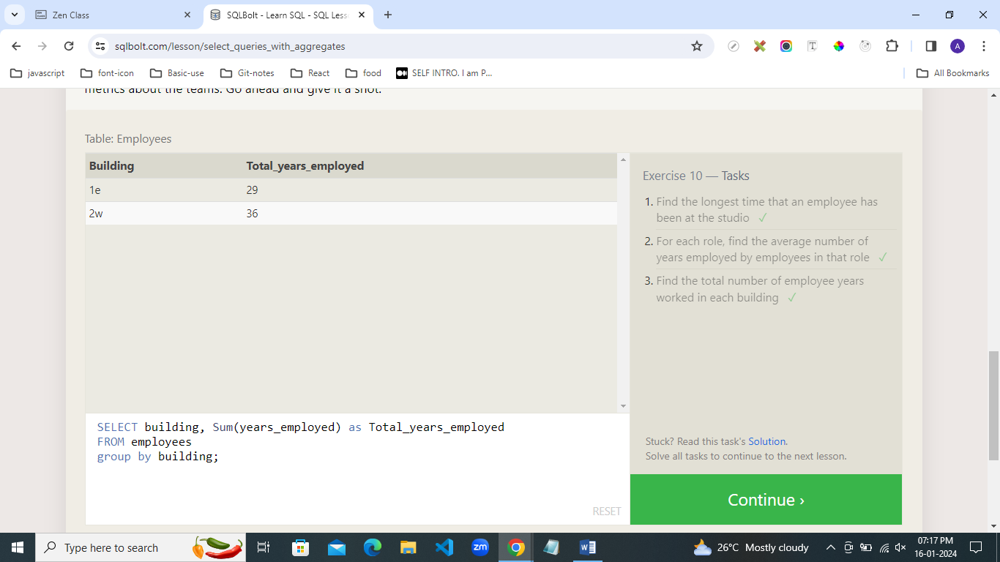 Zen Class
SQLBolt - Learn SQL - SQL Less
sqlbolt.com/lesson/select_queries_with_aggregates
A
javascript
font-icon
Basic-use
Git-notes
React
food
SELF INTRO. I am P...
All Bookmarks
metrics about the teams. Go ahead and give it a shot.
Table: Employees
Building Total_years_employed
1e 29
2w 36
Exercise 10 — Tasks
1. Find the longest time that an employee has
been at the studio ✓
2. For each role, find the average number of
years employed by employees in that role ✓
3. Find the total number of employee years
worked in each building ✓
SELECT building, Sum(years_employed) as Total_years_employed
FROM employees
group by building;
RESET
Stuck? Read this task's Solution.
Solve all tasks to continue to the next lesson.
Continue ›
Type here to search
zm
W
26°C Mostly cloudy
07:17 PM
16-01-2024